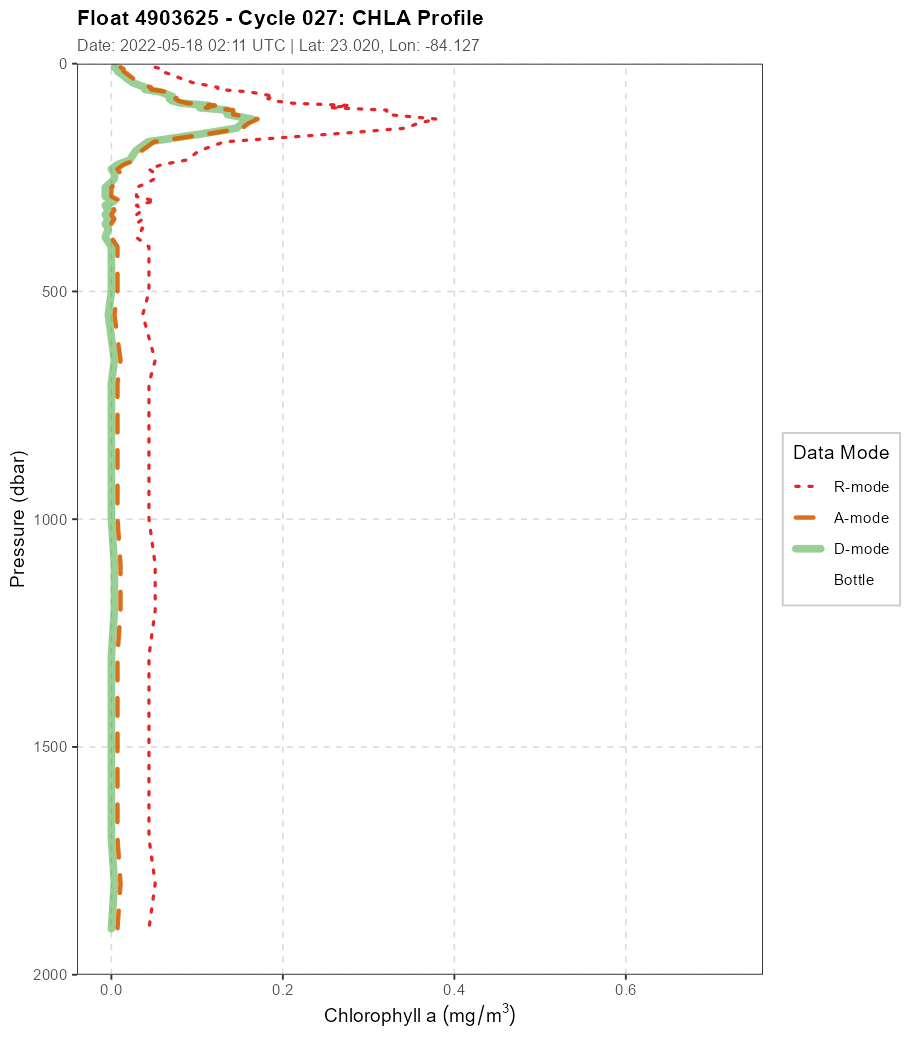 Float 4903625 - Cycle 027: CHLA Profile
Date: 2022-05-18 02:11 UTC | Lat: 23.020, Lon: -84.127
0
500
1000
1500
2000
Pressure (dbar)
0.0
0.2
0.4
0.6
Chlorophyll a (mg/m³)
Data Mode
R-mode
A-mode
D-mode
Bottle